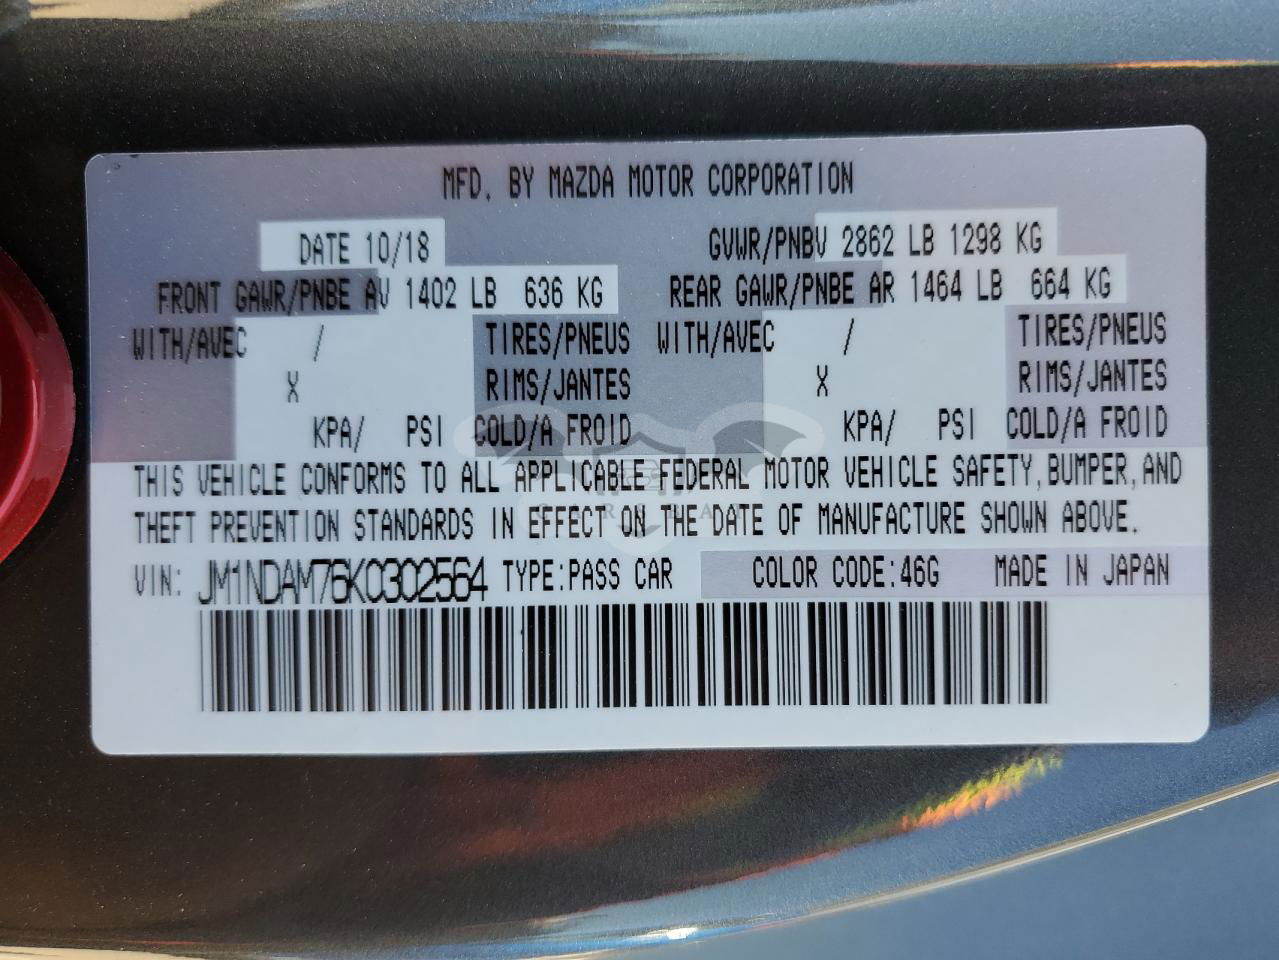 MFD. BY MAZDA MOTOR CORPORATION
DATE 10/18 GVWR/PNBV 2862 LB 1298 KG
FRONT GAWR/PNBE AV 1402 LB 636 KG REAR GAWR/PNBE AR 1464 LB 664 KG
WITH/AVEC / TIRES/PNEUS WITH/AVEC / TIRES/PNEUS
X RIMS/JANTES X RIMS/JANTES
KPA/ PSI COLD/A FROID KPA/ PSI COLD/A FROID
THIS VEHICLE CONFORMS TO ALL APPLICABLE FEDERAL MOTOR VEHICLE SAFETY, BUMPER, AND
THEFT PREVENTION STANDARDS IN EFFECT ON THE DATE OF MANUFACTURE SHOWN ABOVE.
VIN: JM1NDAM76K0302564 TYPE:PASS CAR COLOR CODE:46G MADE IN JAPAN